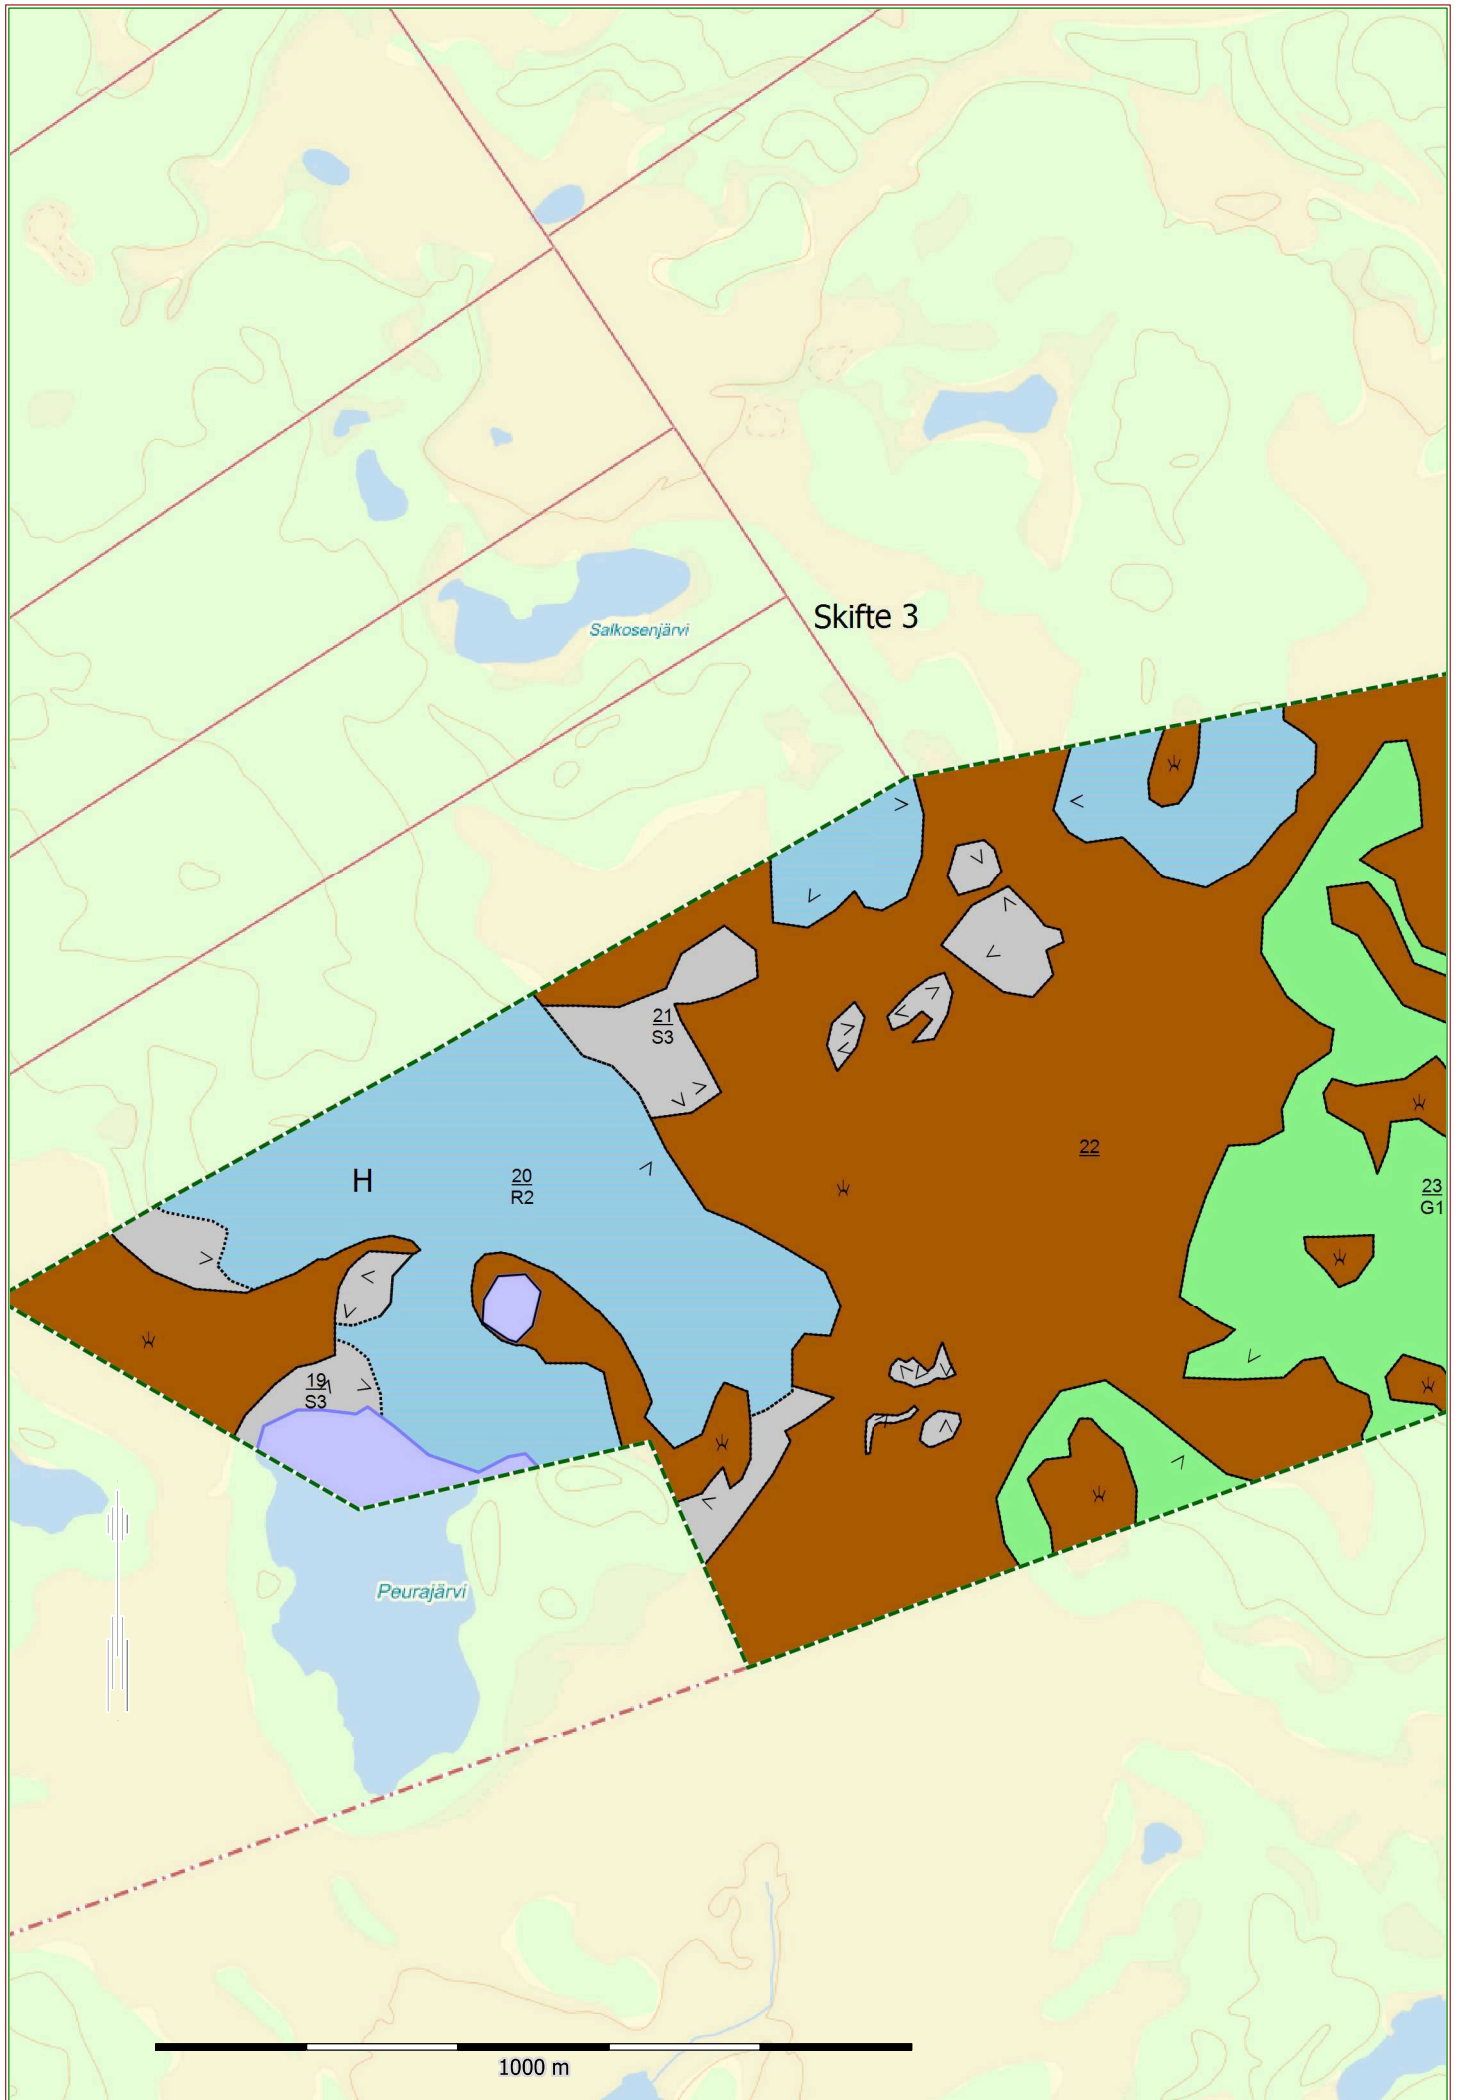 Skifte 3
Salkosenjärvi
21
S3
22
H
20
R2
23
G1
19
S3
Peurajärvi
1000 m